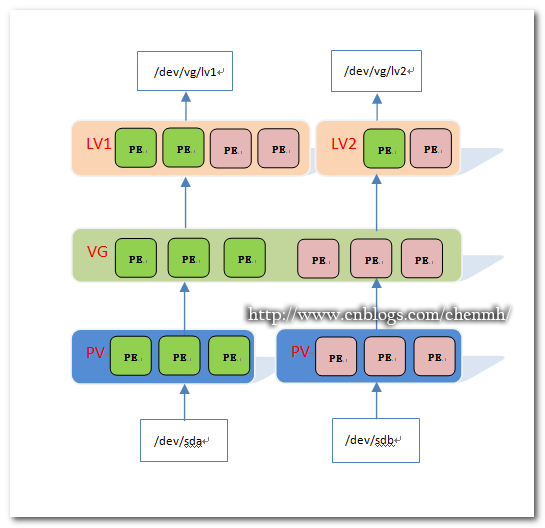 /dev/vg/lv1
/dev/vg/lv2
LV1 PE PE PE PE
LV2 PE PE
VG PE PE PE PE PE PE
http://www.cnblogs.com/chenmh/
PV PE PE PE
PV PE PE PE
/dev/sda
/dev/sdb